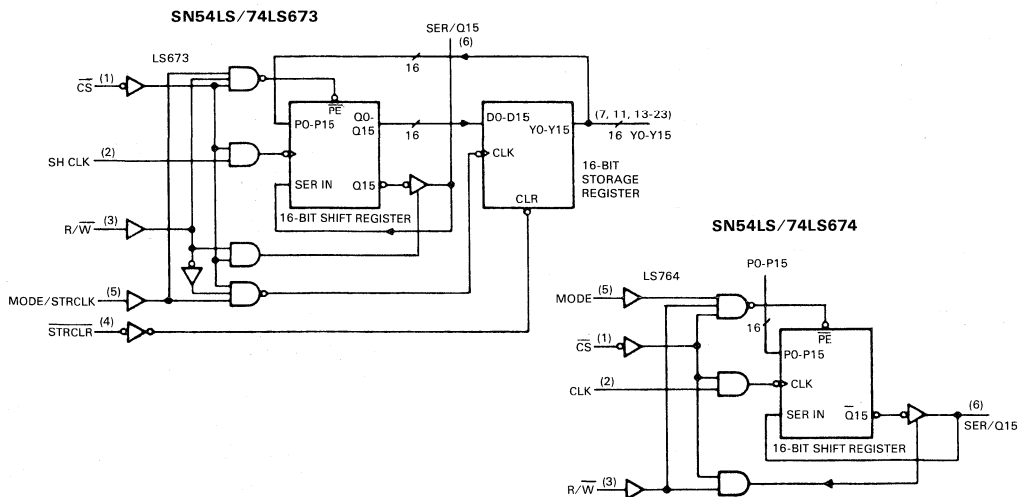 SN54LS/74LS673
SER/Q15
(6)
LS673
16
CS (1)
PE
(7, 11, 13-23)
P0-P15 Q0-Q15
D0-D15
Y0-Y15
16
16 Y0-Y15
SH CLK (2)
CLK
16-BIT STORAGE REGISTER
SER IN Q15
CLR
16-BIT SHIFT REGISTER
R/W (3)
MODE/STRCLK (5)
STRCLR (4)
SN54LS/74LS674
P0-P15
LS764
MODE (5)
16
PE
CS (1)
P0-P15
CLK (2)
CLK
SER IN Q15
(6)
SER/Q15
16-BIT SHIFT REGISTER
R/W (3)